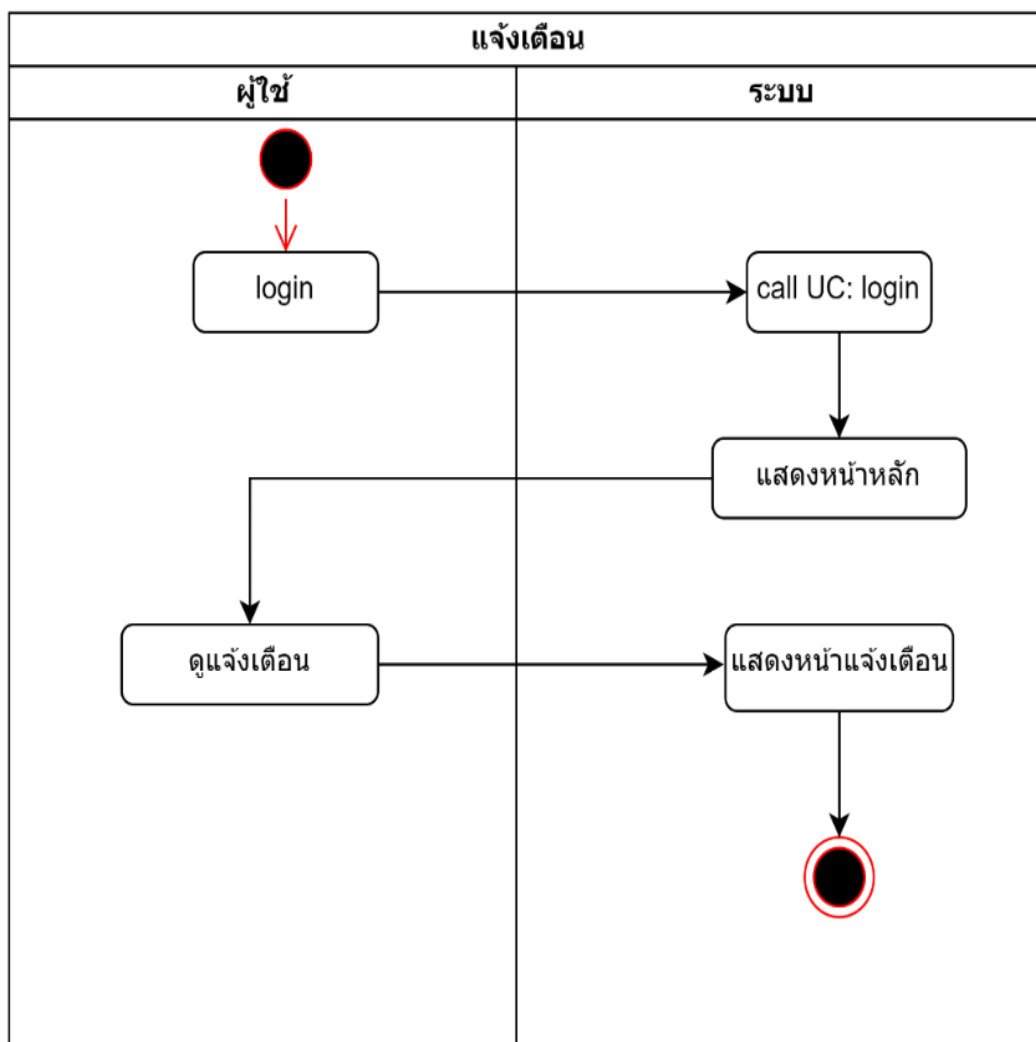 แจ้งเตือน
ผู้ใช้
ระบบ
login
call UC: login
แสดงหน้าหลัก
ดูแจ้งเตือน
แสดงหน้าแจ้งเตือน